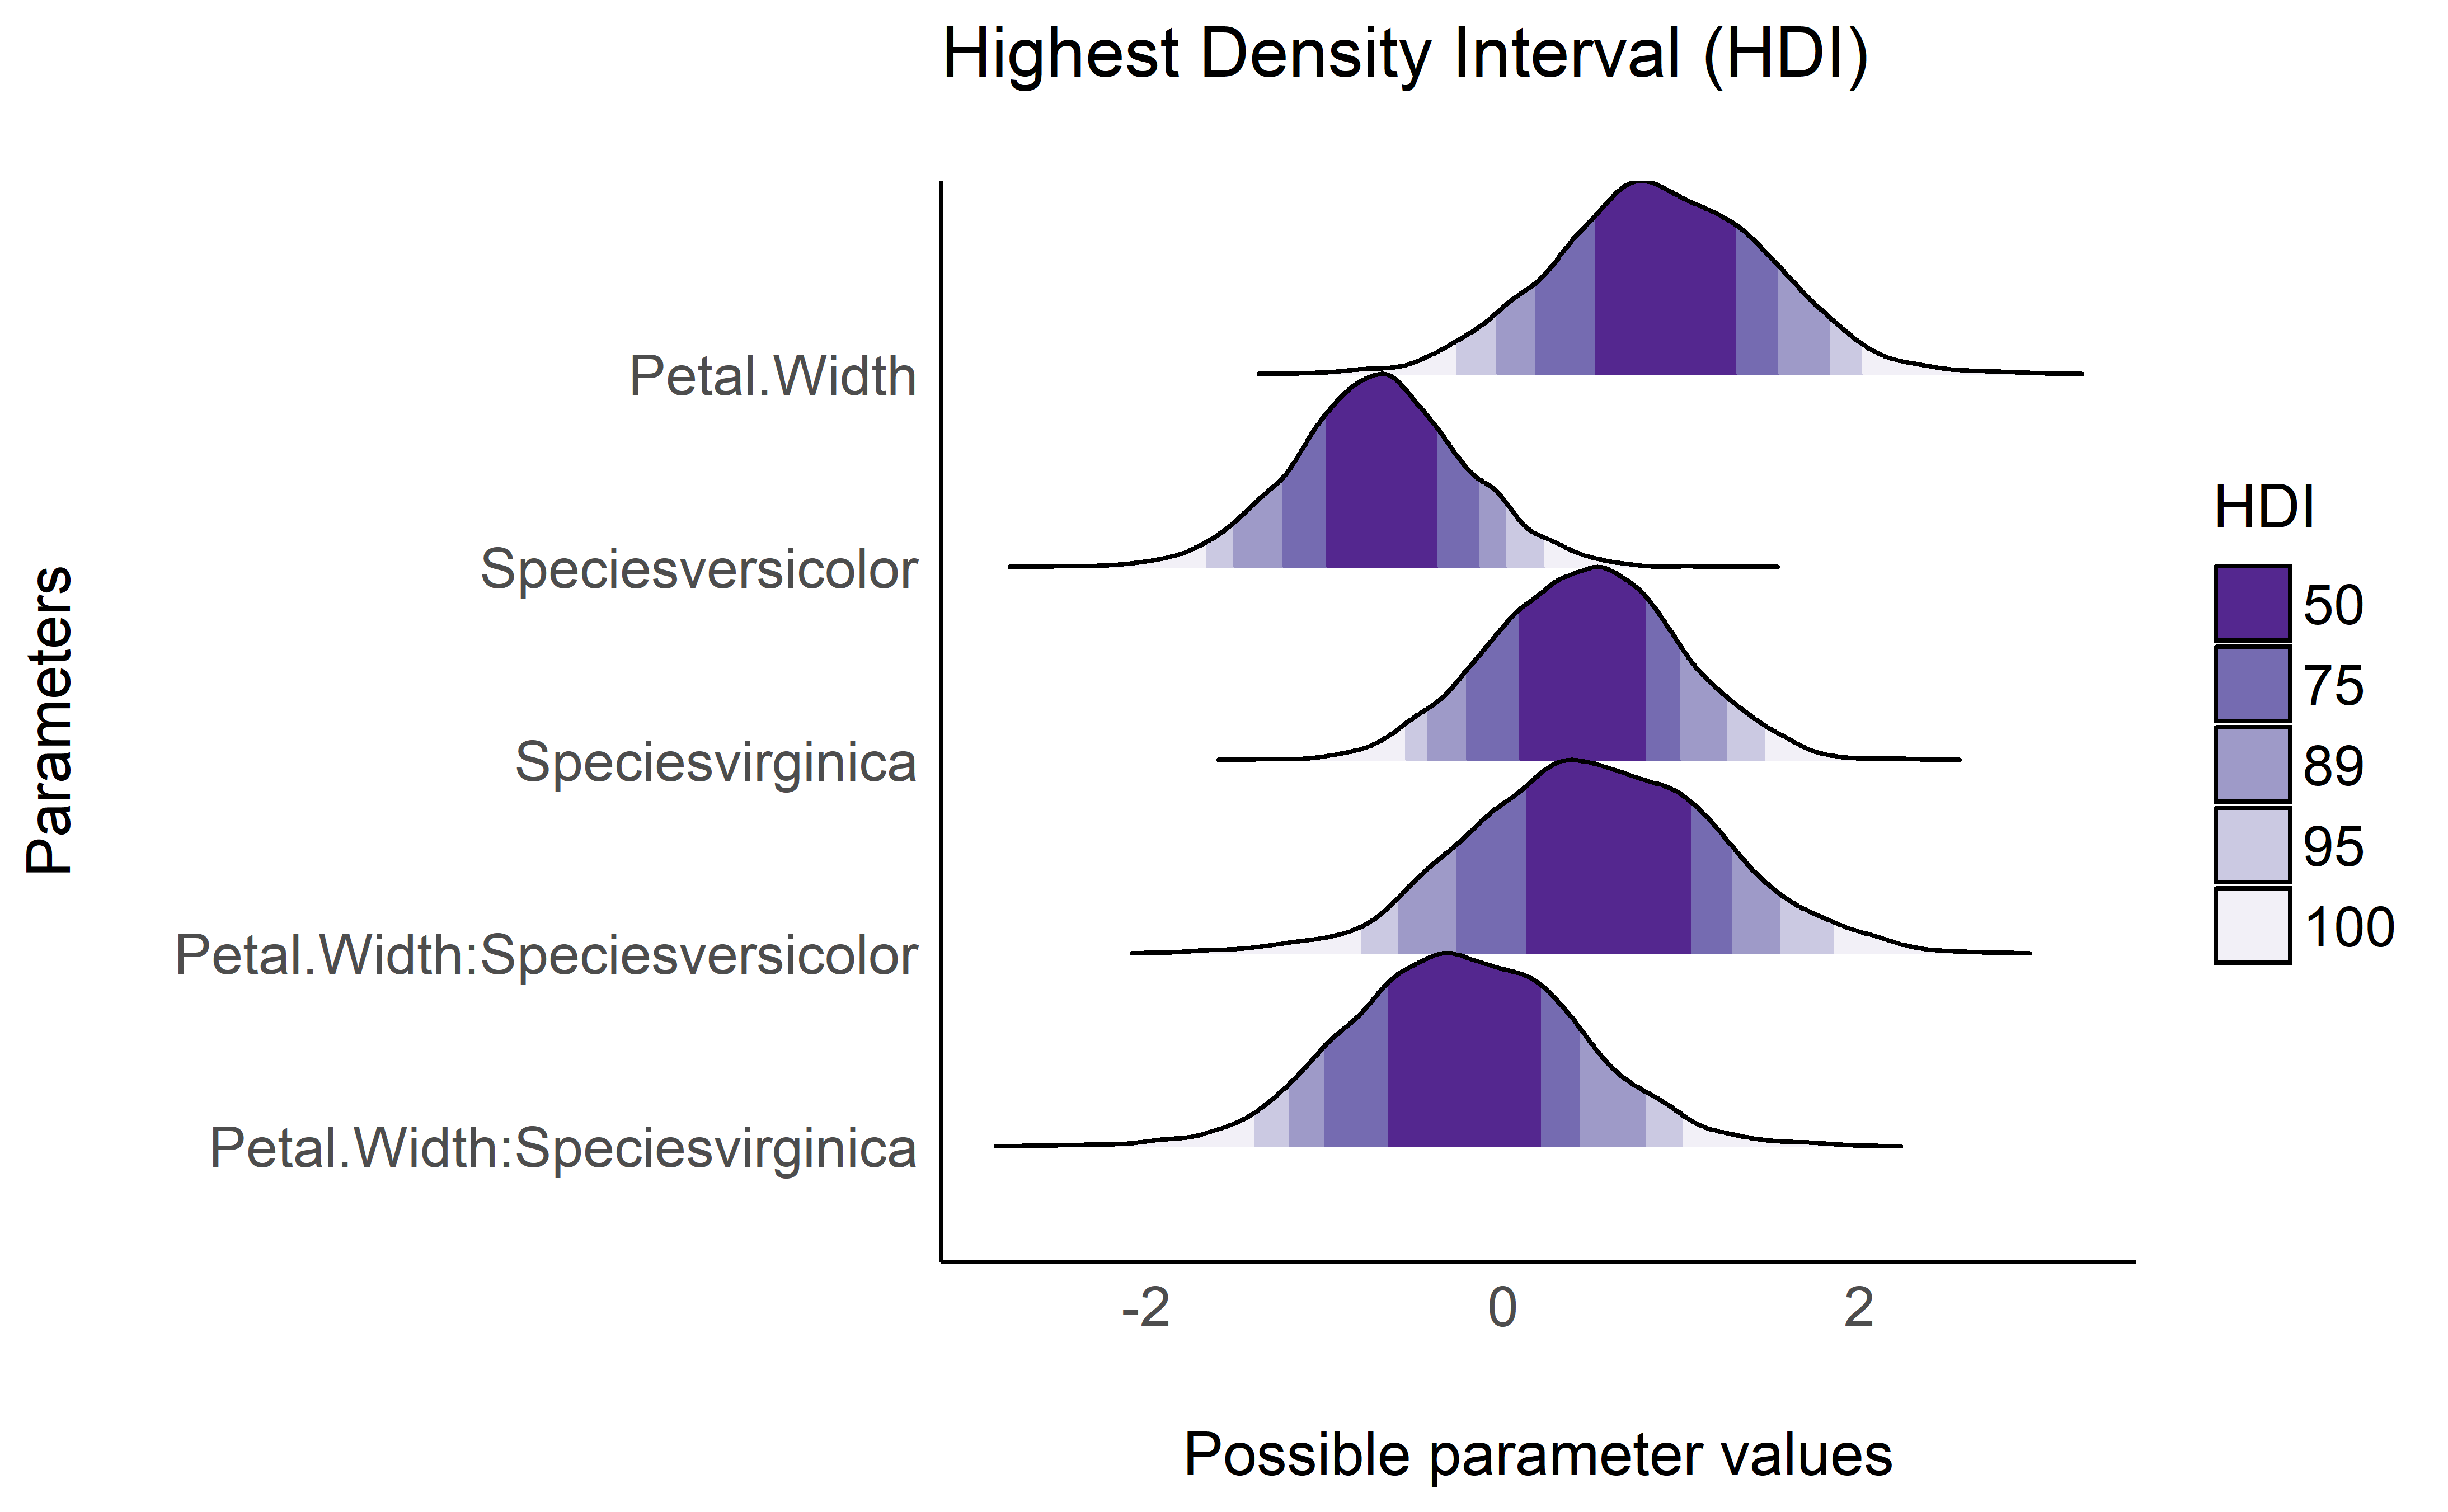 Highest Density Interval (HDI)
Parameters
Petal.Width
Speciesversicolor
Speciesvirginica
Petal.Width:Speciesversicolor
Petal.Width:Speciesvirginica
-2 0 2
Possible parameter values
HDI
50
75
89
95
100